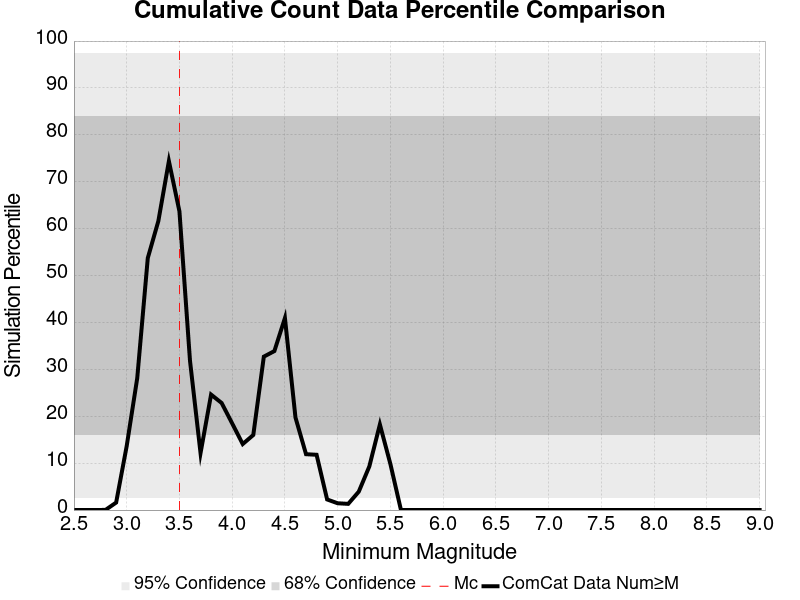 Cumulative Count Data Percentile Comparison
100
90
80
70
60
50
40
30
20
10
0
Simulation Percentile
2.5 3.0 3.5 4.0 4.5 5.0 5.5 6.0 6.5 7.0 7.5 8.0 8.5 9.0
Minimum Magnitude
95% Confidence 68% Confidence Mc ComCat Data Num≥M